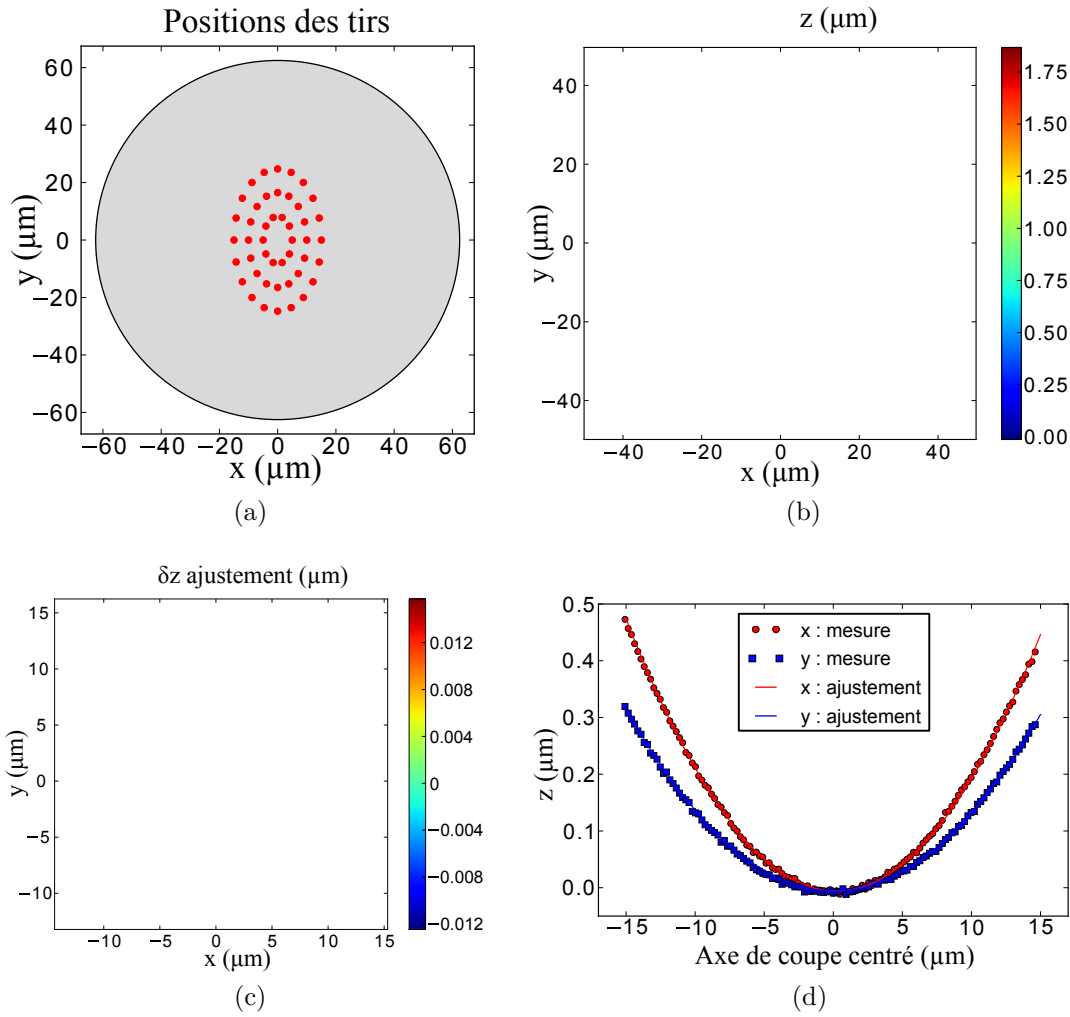 Positions des tirs
60
40
20
0
−20
−40
−60
−60 −40 −20 0 20 40 60
y (μm)
x (μm)
(a)
z (μm)
40
20
0
−20
−40
−40 −20 0 20 40
y (μm)
x (μm)
1.75
1.50
1.25
1.00
0.75
0.50
0.25
0.00
(b)
δz ajustement (μm)
15
10
5
0
−5
−10
−10 −5 0 5 10 15
y (μm)
x (μm)
0.012
0.008
0.004
0
−0.004
−0.008
−0.012
(c)
0.5
0.4
0.3
0.2
0.1
0.0
z (μm)
x : mesure
y : mesure
x : ajustement
y : ajustement
−15 −10 −5 0 5 10 15
Axe de coupe centré (μm)
(d)